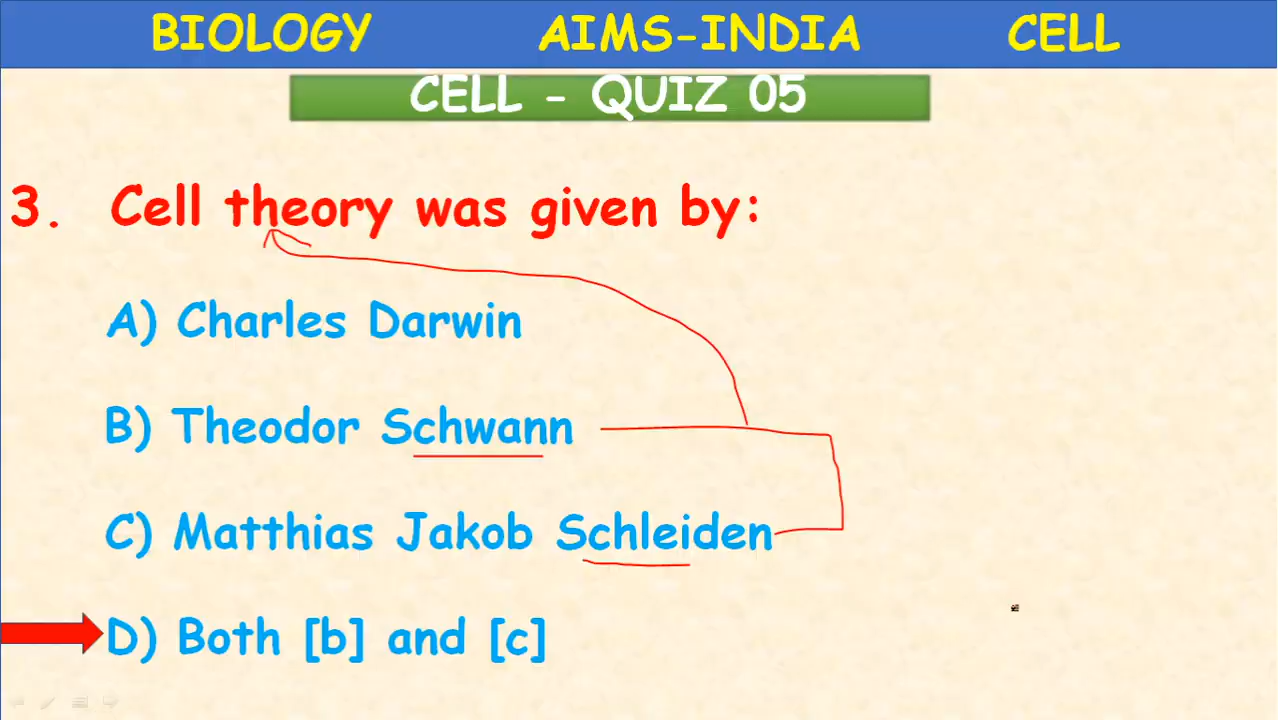 BIOLOGY AIMS-INDIA CELL
CELL - QUIZ 05
3. Cell theory was given by:
A) Charles Darwin
B) Theodor Schwann
C) Matthias Jakob Schleiden
D) Both [b] and [c]